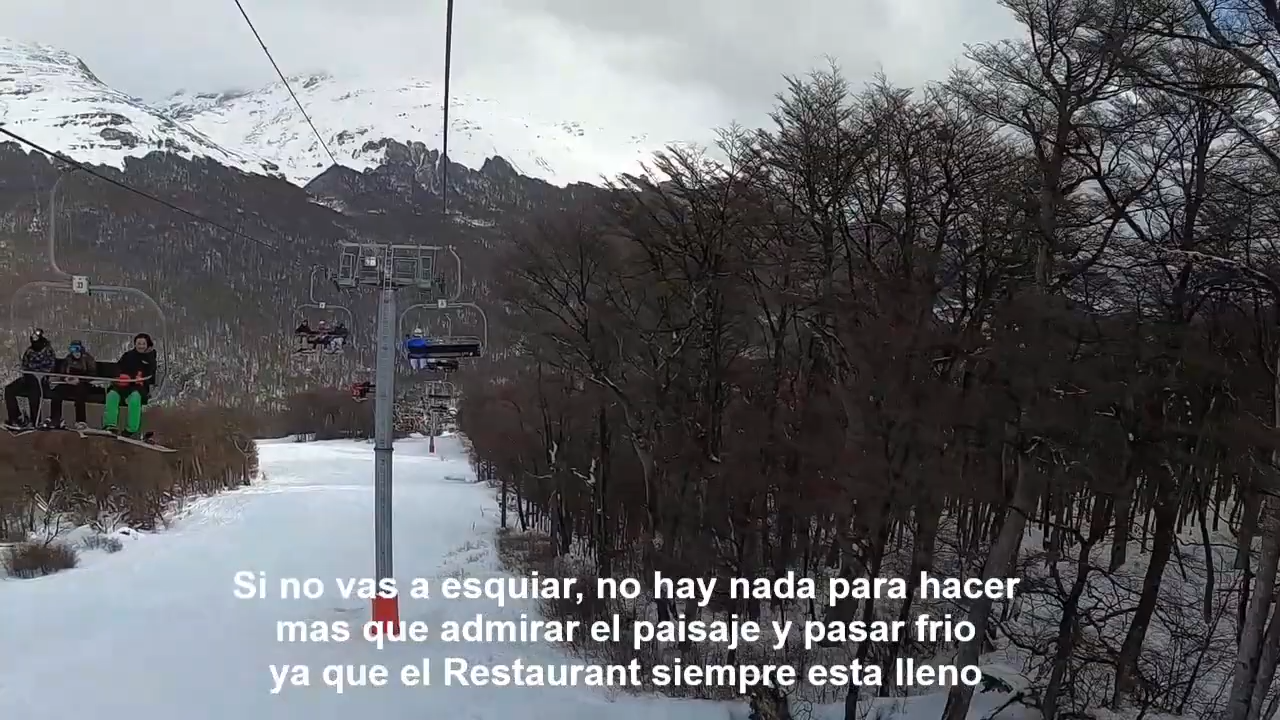 Si no vas a esquiar, no hay nada para hacer
mas que admirar el paisaje y pasar frio
ya que el Restaurant siempre esta lleno